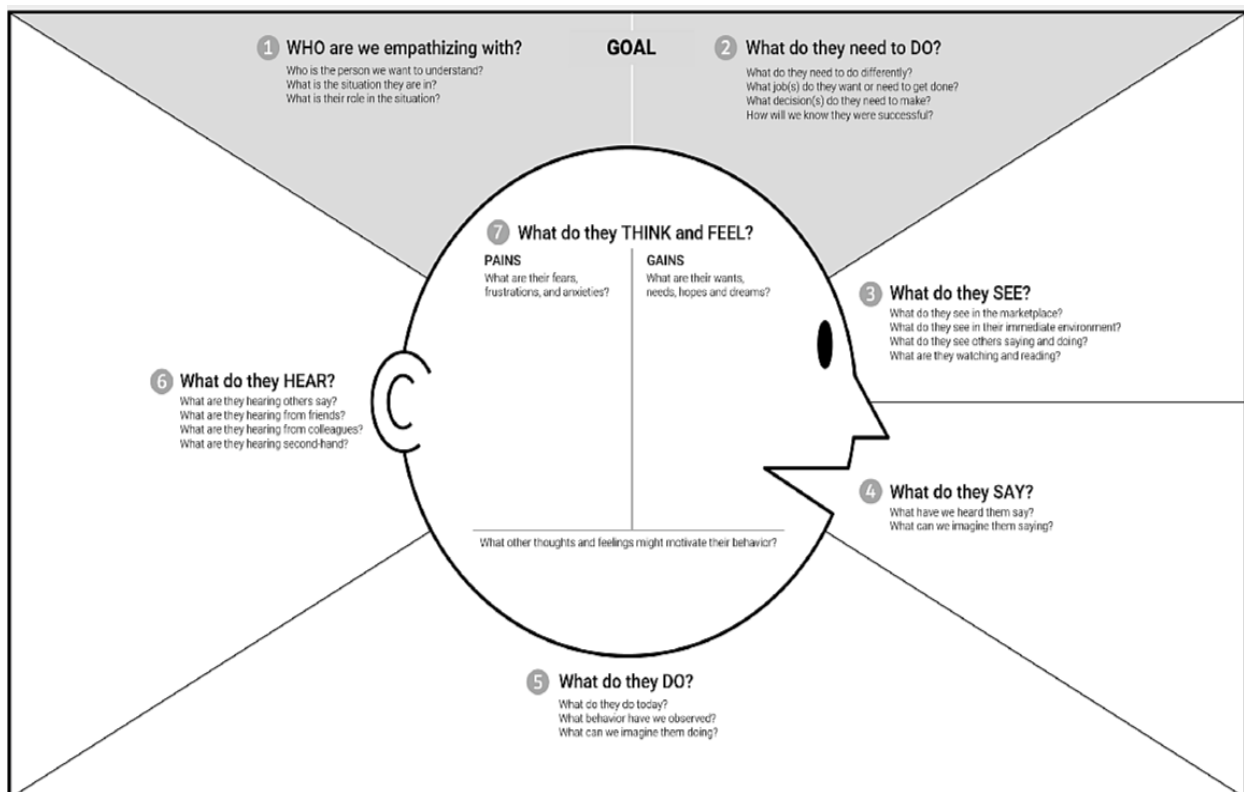 GOAL
1 WHO are we empathizing with?
Who is the person we want to understand?
What is the situation they are in?
What is their role in the situation?
2 What do they need to DO?
What do they need to do differently?
What job(s) do they want or need to get done?
What decision(s) do they need to make?
How will we know they were successful?
3 What do they SEE?
What do they see in the marketplace?
What do they see in their immediate environment?
What do they see others saying and doing?
What are they watching and reading?
4 What do they SAY?
What have we heard them say?
What can we imagine them saying?
5 What do they DO?
What do they do today?
What behavior have we observed?
What can we imagine them doing?
6 What do they HEAR?
What are they hearing others say?
What are they hearing from friends?
What are they hearing from colleagues?
What are they hearing second-hand?
7 What do they THINK and FEEL?
PAINS
What are their fears,
frustrations, and anxieties?
GAINS
What are their wants,
needs, hopes and dreams?
What other thoughts and feelings might motivate their behavior?